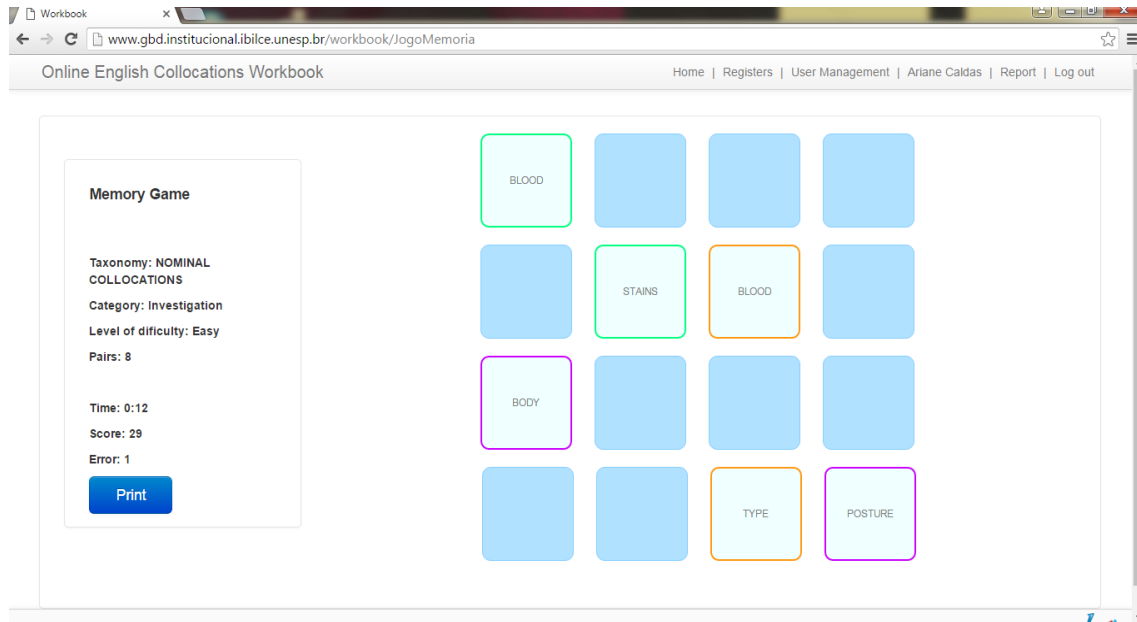 Workbook
www.gbd.institucional.ibilce.unesp.br/workbook/JogoMemoria
Online English Collocations Workbook
Home | Registers | User Management | Ariane Caldas | Report | Log out
Memory Game
Taxonomy: NOMINAL
COLLOCATIONS
Category: Investigation
Level of dificulty: Easy
Pairs: 8
Time: 0:12
Score: 29
Error: 1
Print
BLOOD
STAINS BLOOD
BODY
TYPE POSTURE